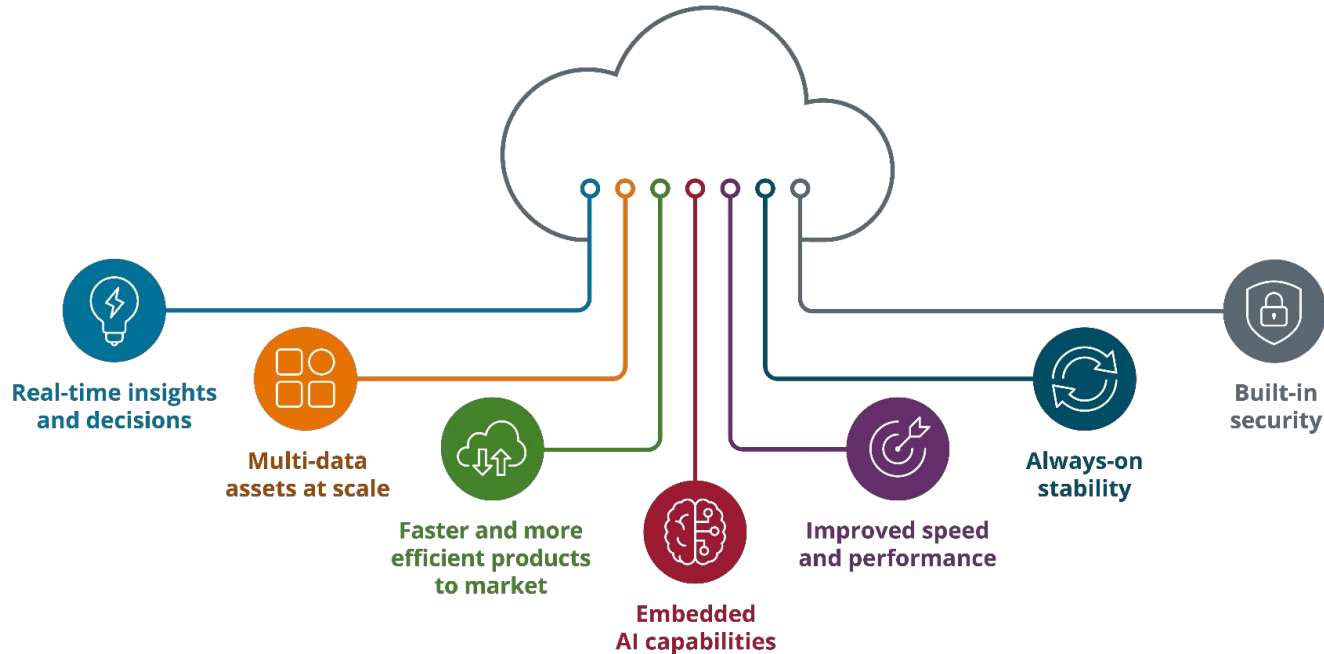 Real-time insights
and decisions
Multi-data
assets at scale
Faster and more
efficient products
to market
Embedded
AI capabilities
Improved speed
and performance
Always-on
stability
Built-in
security